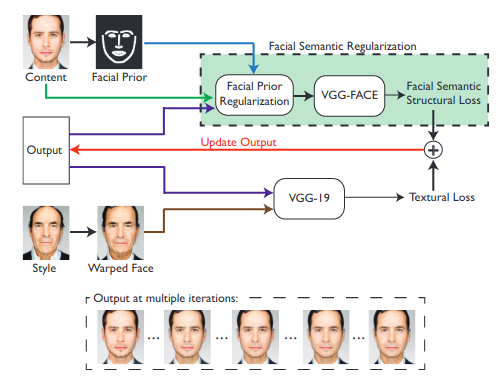 Facial Semantic Regularization
Content
Facial Prior
Facial Prior
Regularization
VGG-FACE
Facial Semantic
Structural Loss
Output
Update Output
+
VGG-19
Textural Loss
Style
Warped Face
Output at multiple iterations:
... ... ... ...